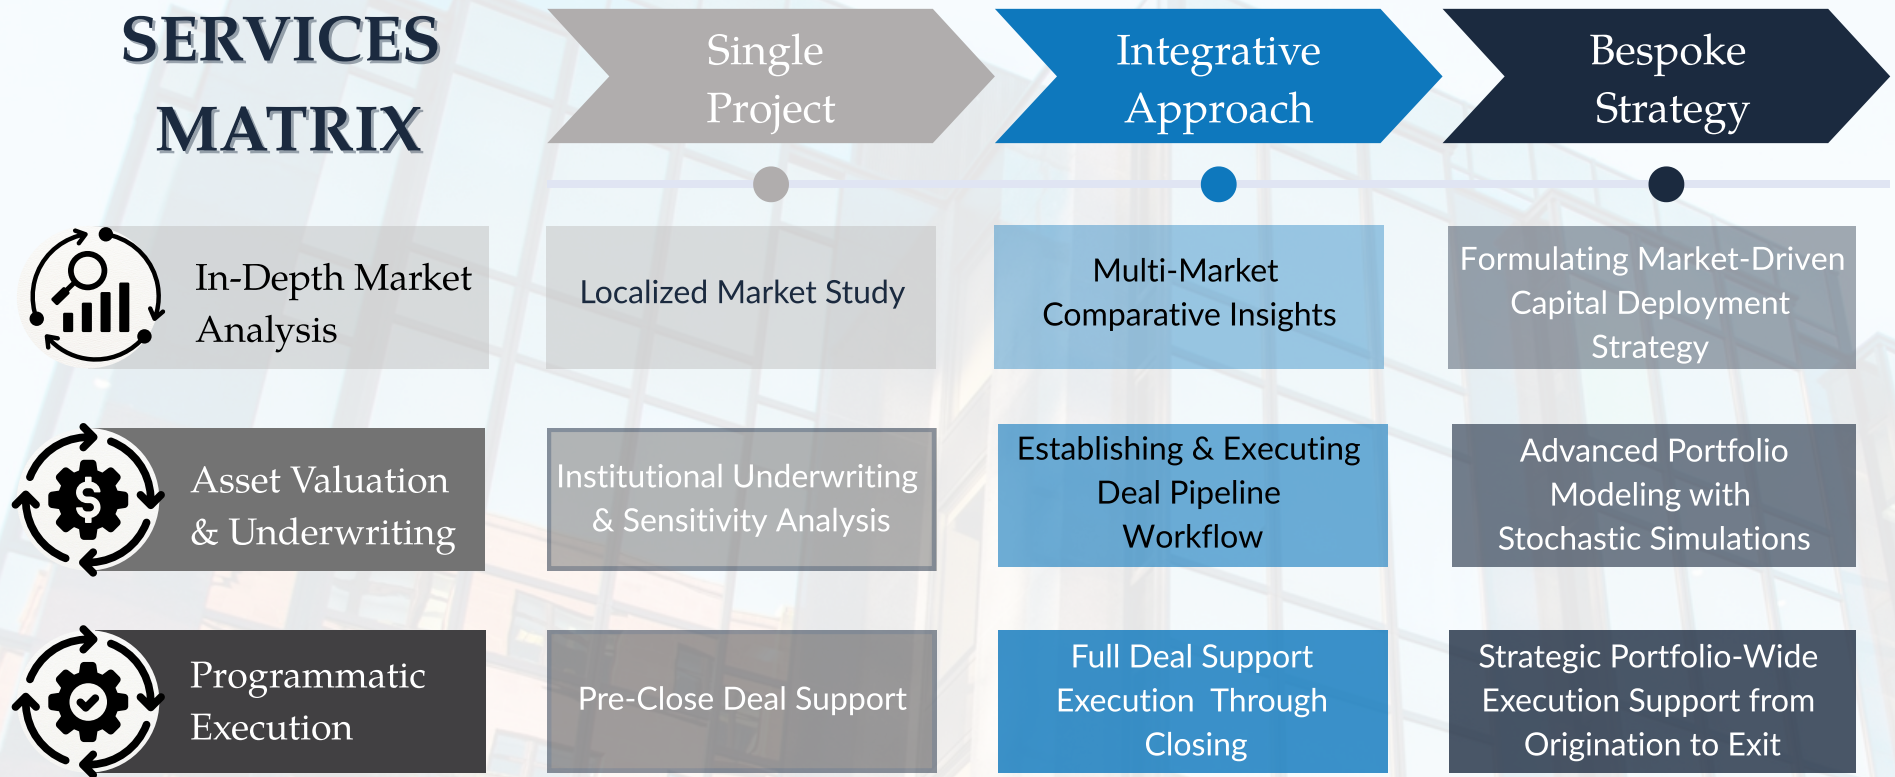 SERVICES
MATRIX
Single
Project
Integrative
Approach
Bespoke
Strategy
In-Depth Market
Analysis
Localized Market Study
Multi-Market
Comparative Insights
Formulating Market-Driven
Capital Deployment
Strategy
Asset Valuation
& Underwriting
Institutional Underwriting
& Sensitivity Analysis
Establishing & Executing
Deal Pipeline
Workflow
Advanced Portfolio
Modeling with
Stochastic Simulations
Programmatic
Execution
Pre-Close Deal Support
Full Deal Support
Execution Through
Closing
Strategic Portfolio-Wide
Execution Support from
Origination to Exit